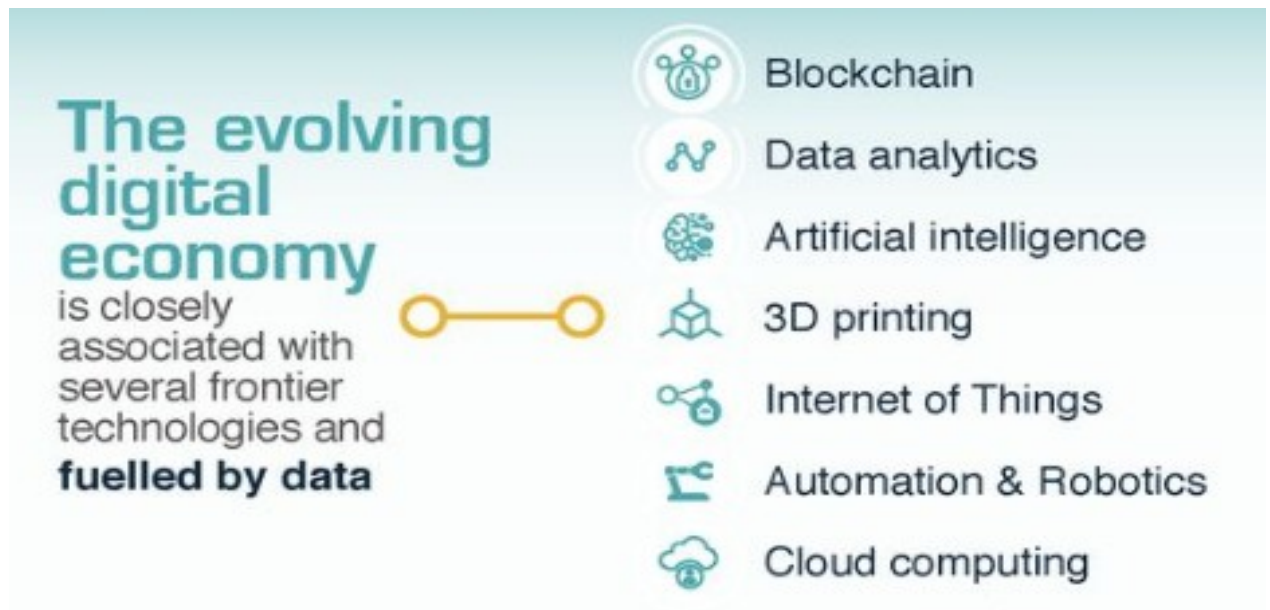 The evolving
digital
economy
is closely
associated with
several frontier
technologies and
fuelled by data
Blockchain
Data analytics
Artificial intelligence
3D printing
Internet of Things
Automation & Robotics
Cloud computing